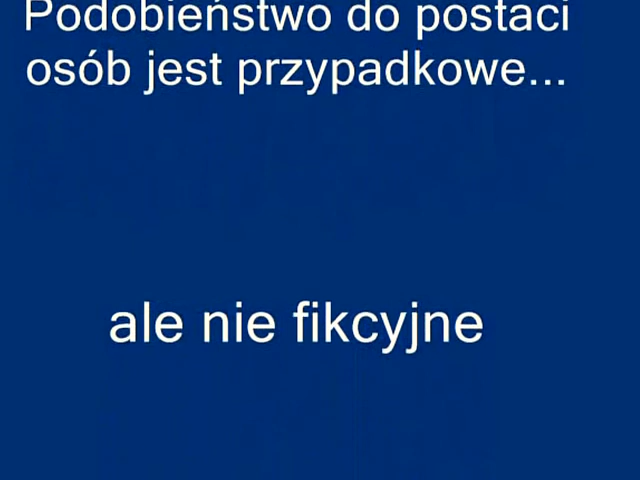 Podobieństwo do postaci
osób jest przypadkowe...
ale nie fikcyjne